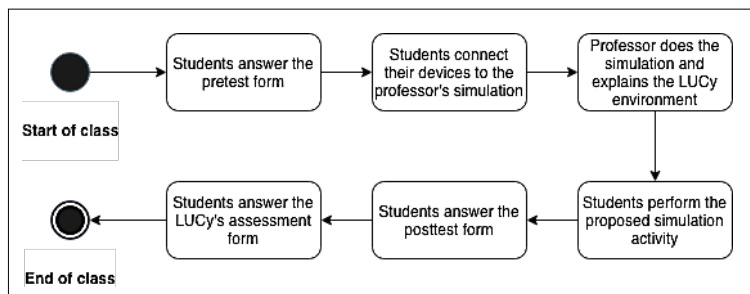 Students answer the
pretest form
Students connect
their devices to the
professor's simulation
Professor does the
simulation and
explains the LUCy
environment
Start of class
Students answer the
LUCy's assessment
form
Students answer the
posttest form
Students perform the
proposed simulation
activity
End of class